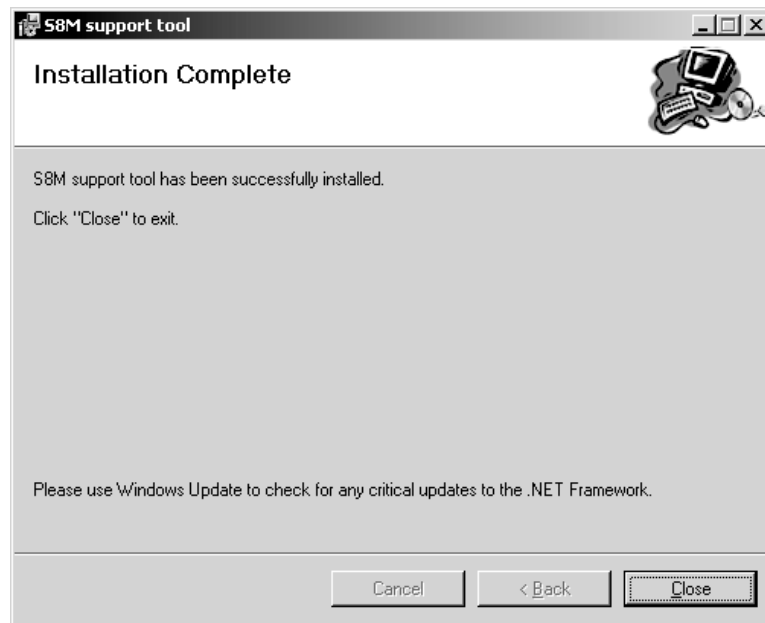 S8M support tool
Installation Complete
S8M support tool has been successfully installed.
Click "Close" to exit.
Please use Windows Update to check for any critical updates to the .NET Framework.
Cancel
< Back
Close